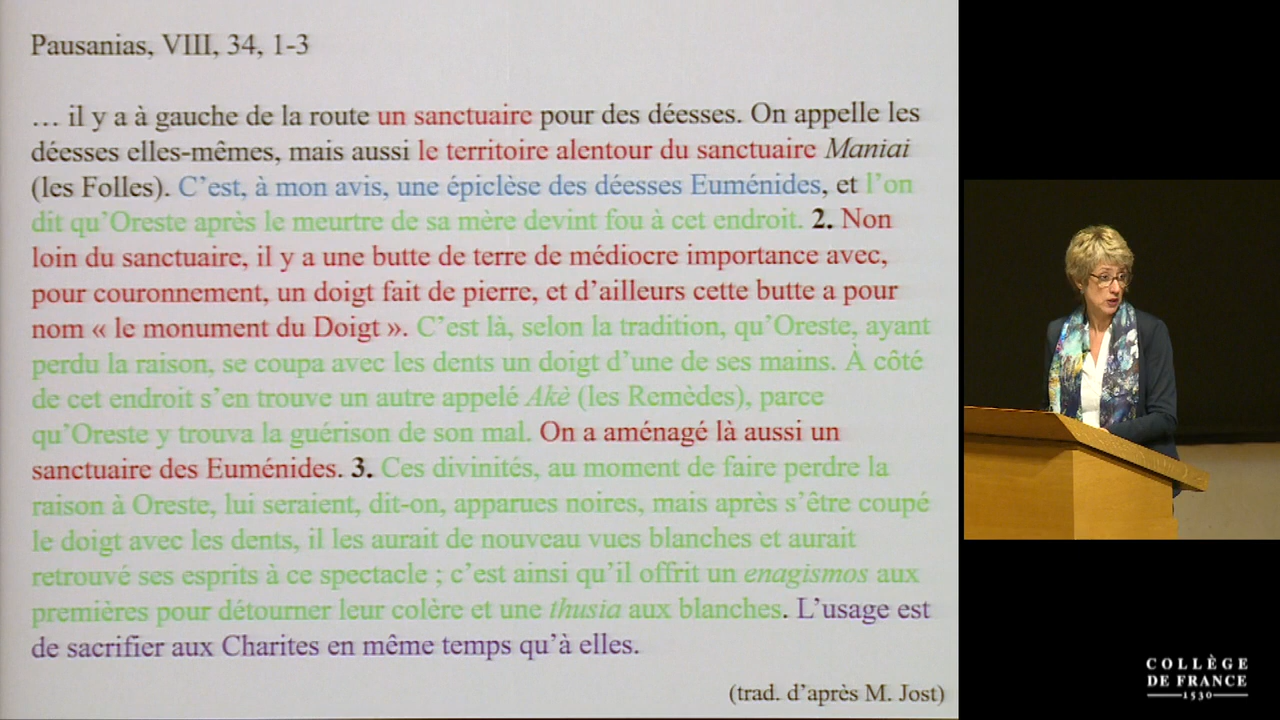 Pausanias, VIII, 34, 1-3
… il y a à gauche de la route un sanctuaire pour des déesses. On appelle les
déesses elles-mêmes, mais aussi le territoire alentour du sanctuaire Maniai
(les Folles). C’est, à mon avis, une épiclèse des déesses Euménides, et l’on
dit qu’Oreste après le meurtre de sa mère devint fou à cet endroit. 2. Non
loin du sanctuaire, il y a une butte de terre de médiocre importance avec,
pour couronnement, un doigt fait de pierre, et d’ailleurs cette butte a pour
nom « le monument du Doigt ». C’est là, selon la tradition, qu’Oreste, ayant
perdu la raison, se coupa avec les dents un doigt d’une de ses mains. À côté
de cet endroit s’en trouve un autre appelé Akè (les Remèdes), parce
qu’Oreste y trouva la guérison de son mal. On a aménagé là aussi un
sanctuaire des Euménides. 3. Ces divinités, au moment de faire perdre la
raison à Oreste, lui seraient, dit-on, apparues noires, mais après s’être coupé
le doigt avec les dents, il les aurait de nouveau vues blanches et aurait
retrouvé ses esprits à ce spectacle ; c’est ainsi qu’il offrit un enagismos aux
premières pour détourner leur colère et une thusia aux blanches. L’usage est
de sacrifier aux Charites en même temps qu’à elles.
(trad. d’après M. Jost)
COLLÈGE
DE FRANCE
1530